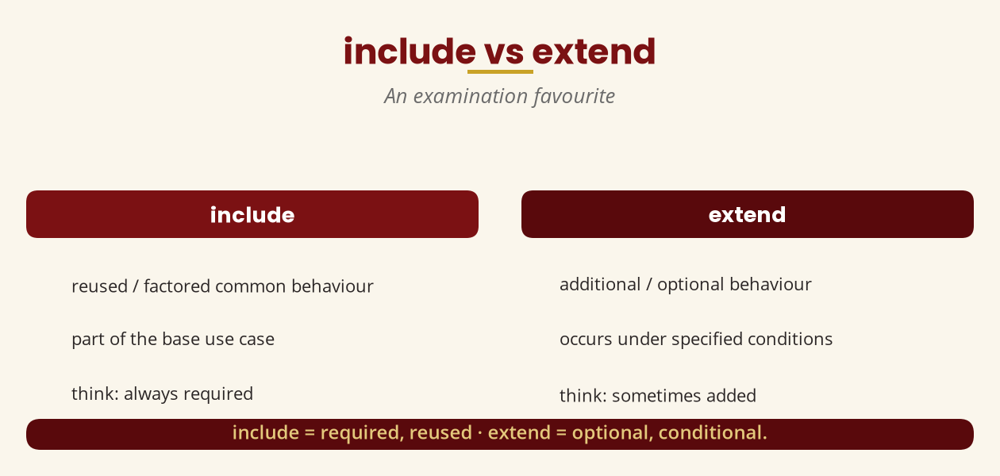 include vs extend
An examination favourite
include
reused / factored common behaviour
part of the base use case
think: always required
extend
additional / optional behaviour
occurs under specified conditions
think: sometimes added
include = required, reused · extend = optional, conditional.